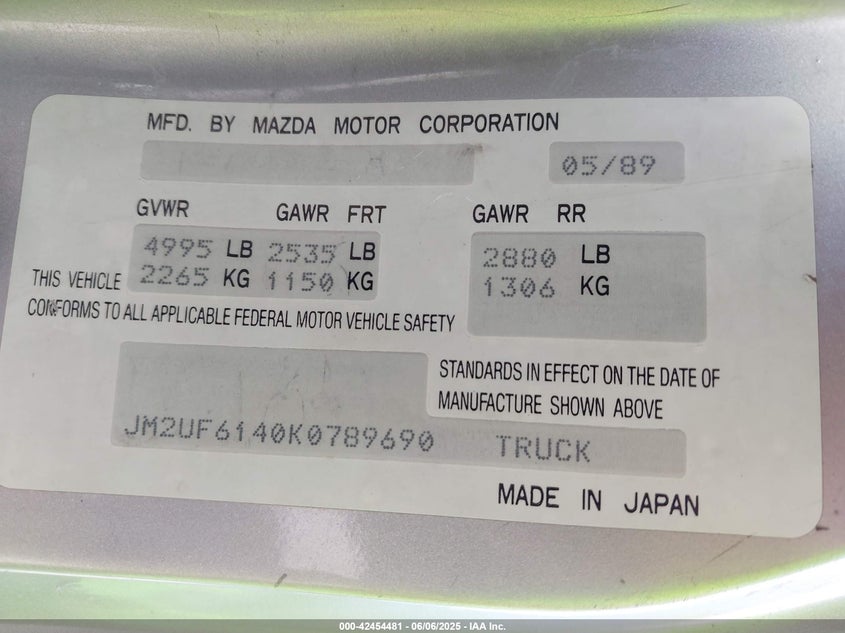 MFD. BY MAZDA MOTOR CORPORATION
05/89
GVWR GAWR FRT GAWR RR
4995 LB 2535 LB 2880 LB
THIS VEHICLE 2265 KG 1150 KG 1306 KG
CONFORMS TO ALL APPLICABLE FEDERAL MOTOR VEHICLE SAFETY
STANDARDS IN EFFECT ON THE DATE OF
MANUFACTURE SHOWN ABOVE
JM2UF6140K0789690 TRUCK
MADE IN JAPAN
000-42454481 - 06/06/2025 - IAA Inc.